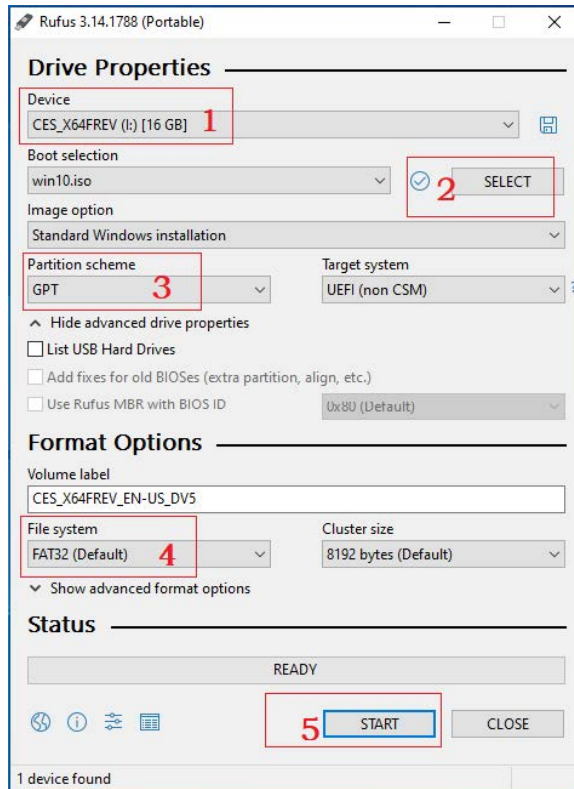 Rufus 3.14.1788 (Portable)
Drive Properties
Device
CES_X64FREV (I:) [16 GB] 1
Boot selection
win10.iso 2 SELECT
Image option
Standard Windows installation
Partition scheme Target system
GPT 3 UEFI (non CSM) ?
Hide advanced drive properties
List USB Hard Drives
Add fixes for old BIOSes (extra partition, align, etc.)
Use Rufus MBR with BIOS ID 0x80 (Default)
Format Options
Volume label
CES_X64FREV_EN-US_DV5
File system Cluster size
FAT32 (Default) 4 8192 bytes (Default)
Show advanced format options
Status
READY
5 START CLOSE
1 device found